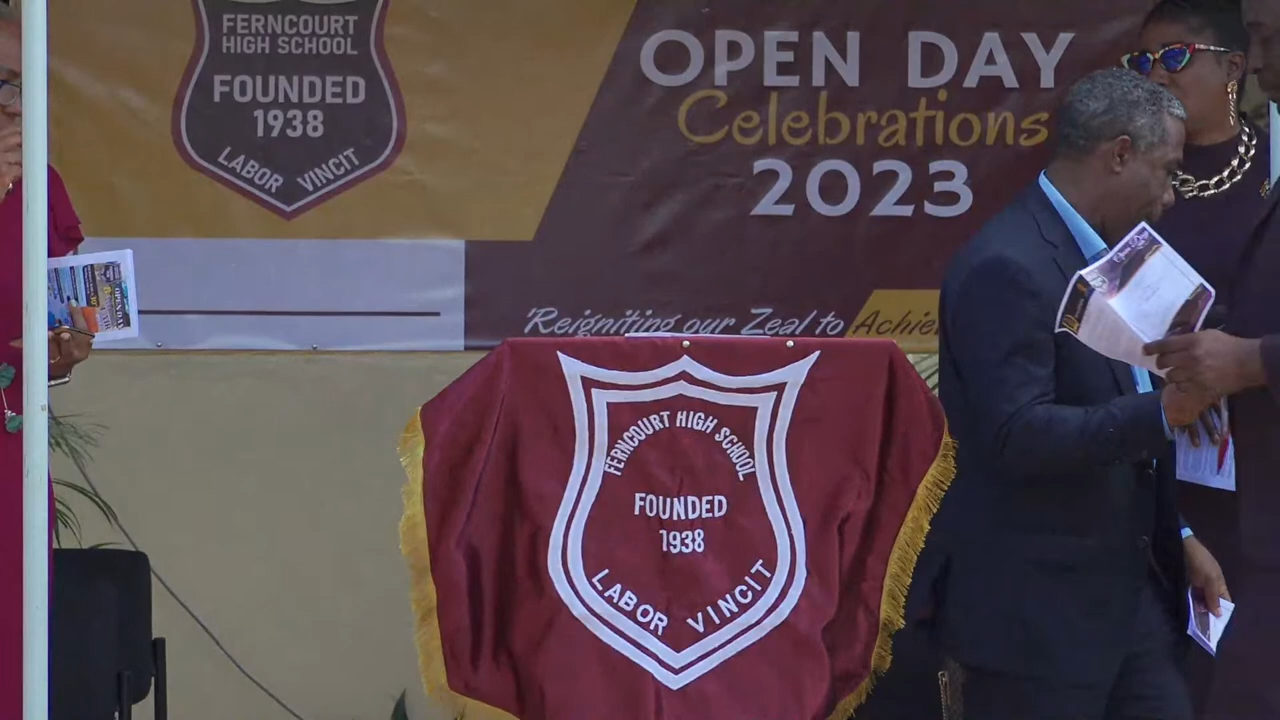 FERNCOURT
HIGH SCHOOL
FOUNDED
1938
LABOR VINCIT
OPEN DAY
Celebrations
2023
'Reigniting our Zeal to Achie
FERNCOURT HIGH SCHOOL
FOUNDED
1938
LABOR VINCIT